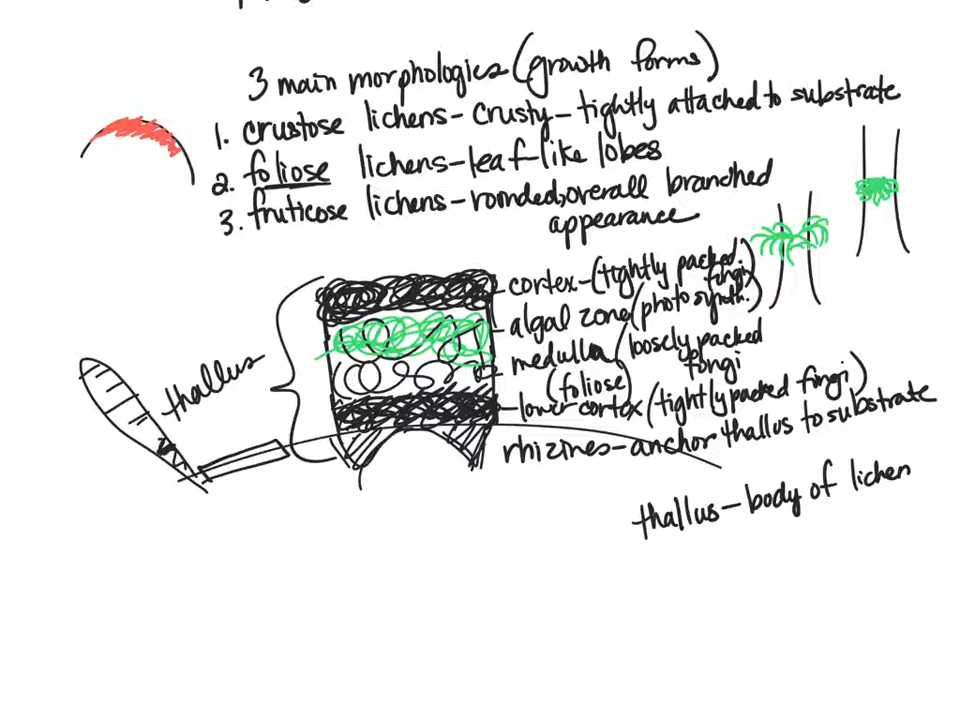 3 main morphologies (growth forms)
1. crustose lichens - crusty - tightly attached to substrate
2. foliose lichens - leaf-like lobes
3. fruticose lichens - rounded, overall branched
appearance
cortex - (tightly packed
fungi)
algal zone (photosynth.)
medulla (loosely packed
fungi
(foliose)
lower cortex (tightly packed fungi)
thallus
rhizines - anchor thallus to substrate
thallus - body of lichen